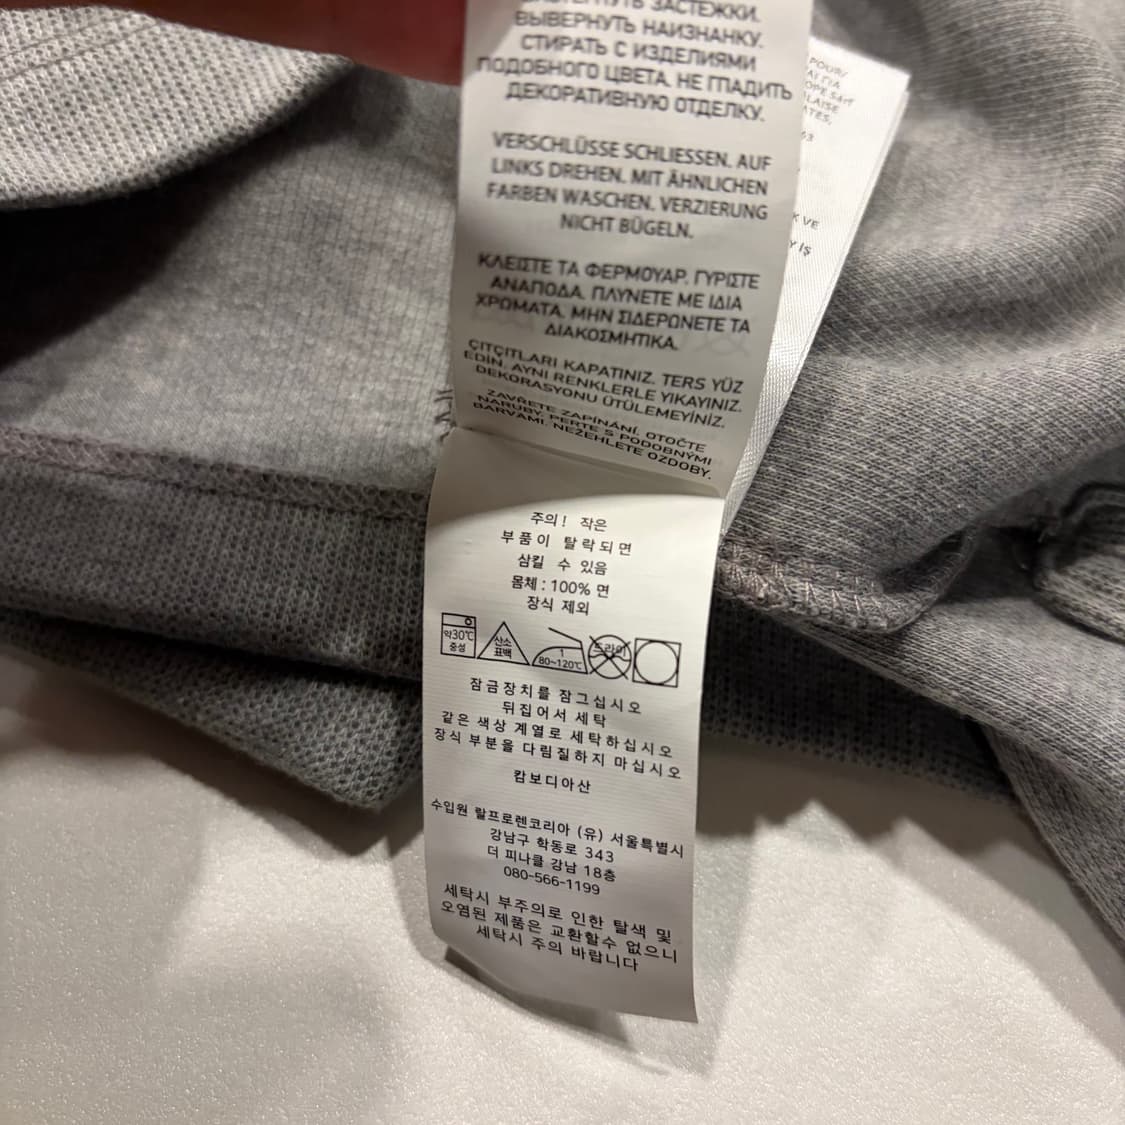 ЗАСТЕЖКИ.
ВЫВЕРНУТЬ НАИЗНАНКУ.
СТИРАТЬ С ИЗДЕЛИЯМИ
ПОДОБНОГО ЦВЕТА. НЕ ГЛАДИТЬ
ДЕКОРАТИВНУЮ ОТДЕЛКУ.
VERSCHLÜSSE SCHLIESSEN. AUF
LINKS DREHEN. MIT ÄHNLICHEN
FARBEN WASCHEN. VERZIERUNG
NICHT BÜGELN.
ΚΛΕΙΣΤΕ ΤΑ ΦΕΡΜΟΥΑΡ. ΓΥΡΙΣΤΕ
ΑΝΑΠΟΔΑ. ΠΛΥΝΕΤΕ ΜΕ ΙΔΙΑ
ΧΡΩΜΑΤΑ. ΜΗΝ ΣΙΔΕΡΩΝΕΤΕ ΤΑ
ΔΙΑΚΟΣΜΗΤΙΚΑ.
ÇITÇITLARI KAPATINIZ. TERS YÜZ
EDİN. AYNI RENKLERLE YIKAYINIZ.
DEKORASYONU ÜTÜLEMEYİNİZ.
ZAVŘETE ZAPÍNÁNÍ. OTOČTE
NARUBY. PERTE S PODOBNÝMI
BARVAMI. NEŽEHLETE OZDOBY.
주의! 작은
부품이 탈락되면
삼킬 수 있음
몸체 : 100% 면
장식 제외
약30℃
중성
산소
표백
1
80~120℃
드라이
잠금장치를 잠그십시오
뒤집어서 세탁
같은 색상 계열로 세탁하십시오
장식 부분을 다림질하지 마십시오
캄보디아산
수입원 랄프로렌코리아 (유) 서울특별시
강남구 학동로 343
더 피나클 강남 18층
080-566-1199
세탁시 부주의로 인한 탈색 및
오염된 제품은 교환할수 없으니
세탁시 주의 바랍니다